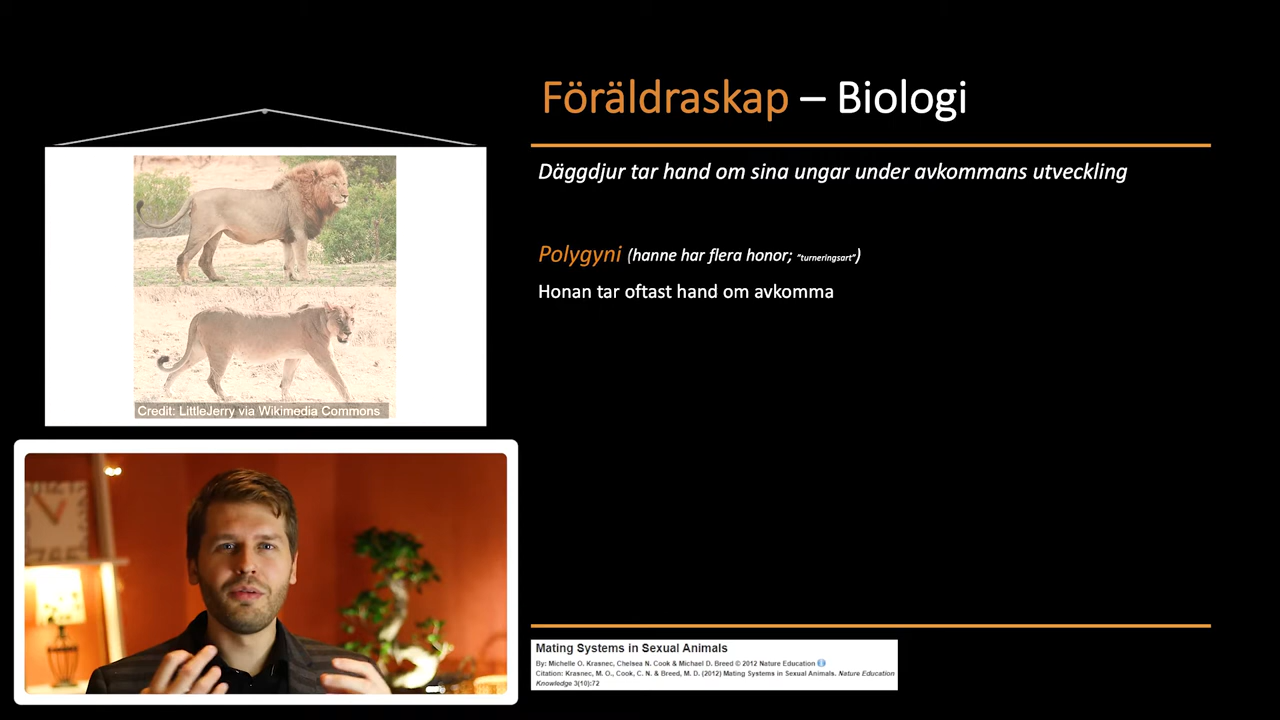 Föräldraskap – Biologi
Däggdjur tar hand om sina ungar under avkommans utveckling
Polygyni (hanne har flera honor; "turneringsart")
Honan tar oftast hand om avkomma
Credit: LittleJerry via Wikimedia Commons
Mating Systems in Sexual Animals
By: Michelle O. Krasnec, Chelsea N. Cook & Michael D. Breed © 2012 Nature Education
Citation: Krasnec, M. O., Cook, C. N. & Breed, M. D. (2012) Mating Systems in Sexual Animals. Nature Education
Knowledge 3(10):72